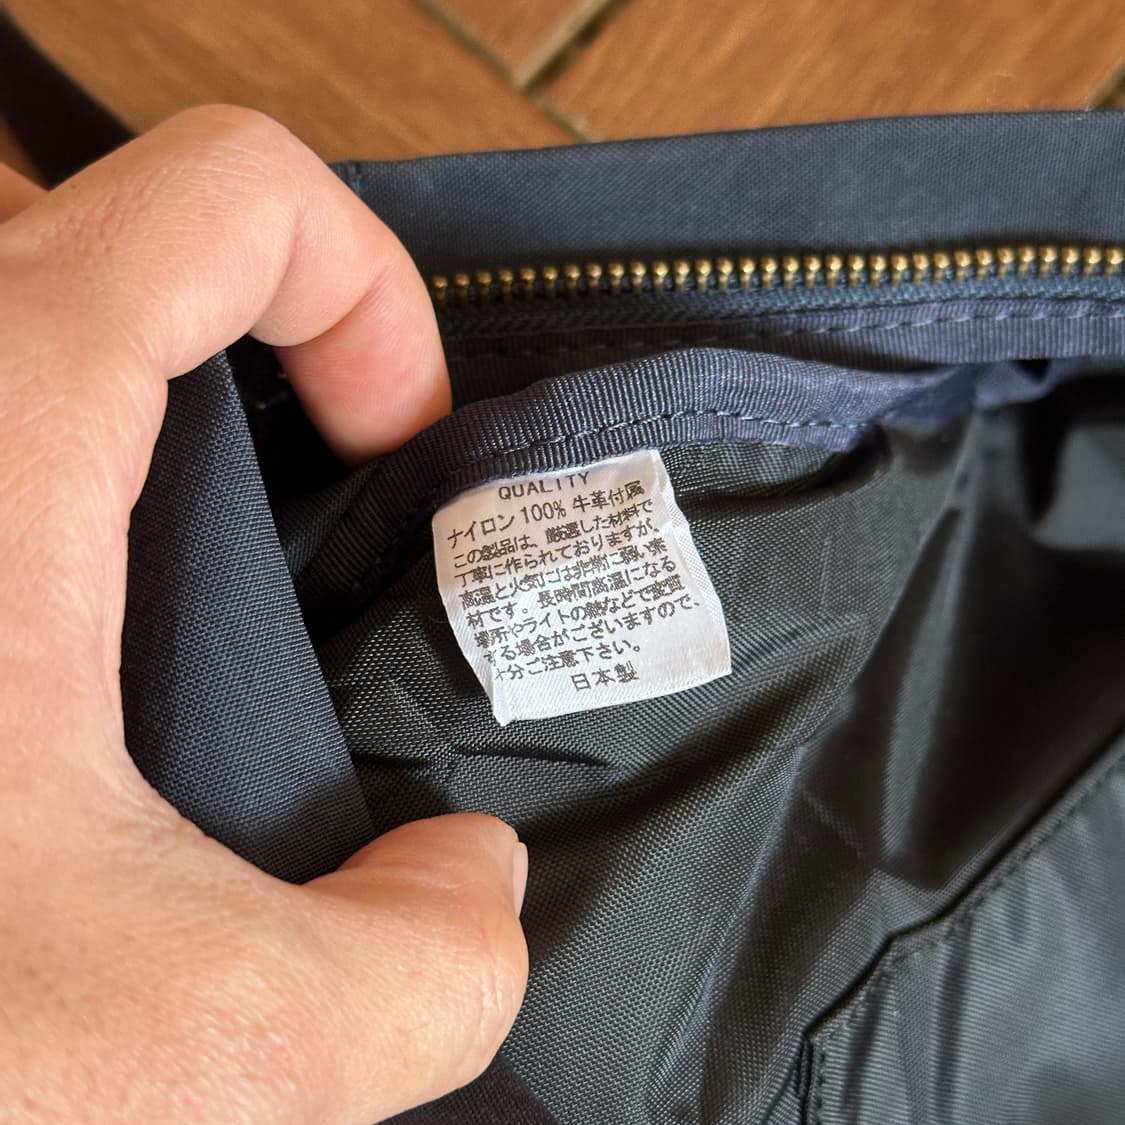 QUALITY
ナイロン100% 牛革付属
この製品は、厳選した材料で
丁寧に作られておりますが、
高温と火気には非常に弱い素
材です。長時間高温になる
場所やライトの熱などで変質
する場合がございますので、
十分ご注意下さい。
日本製